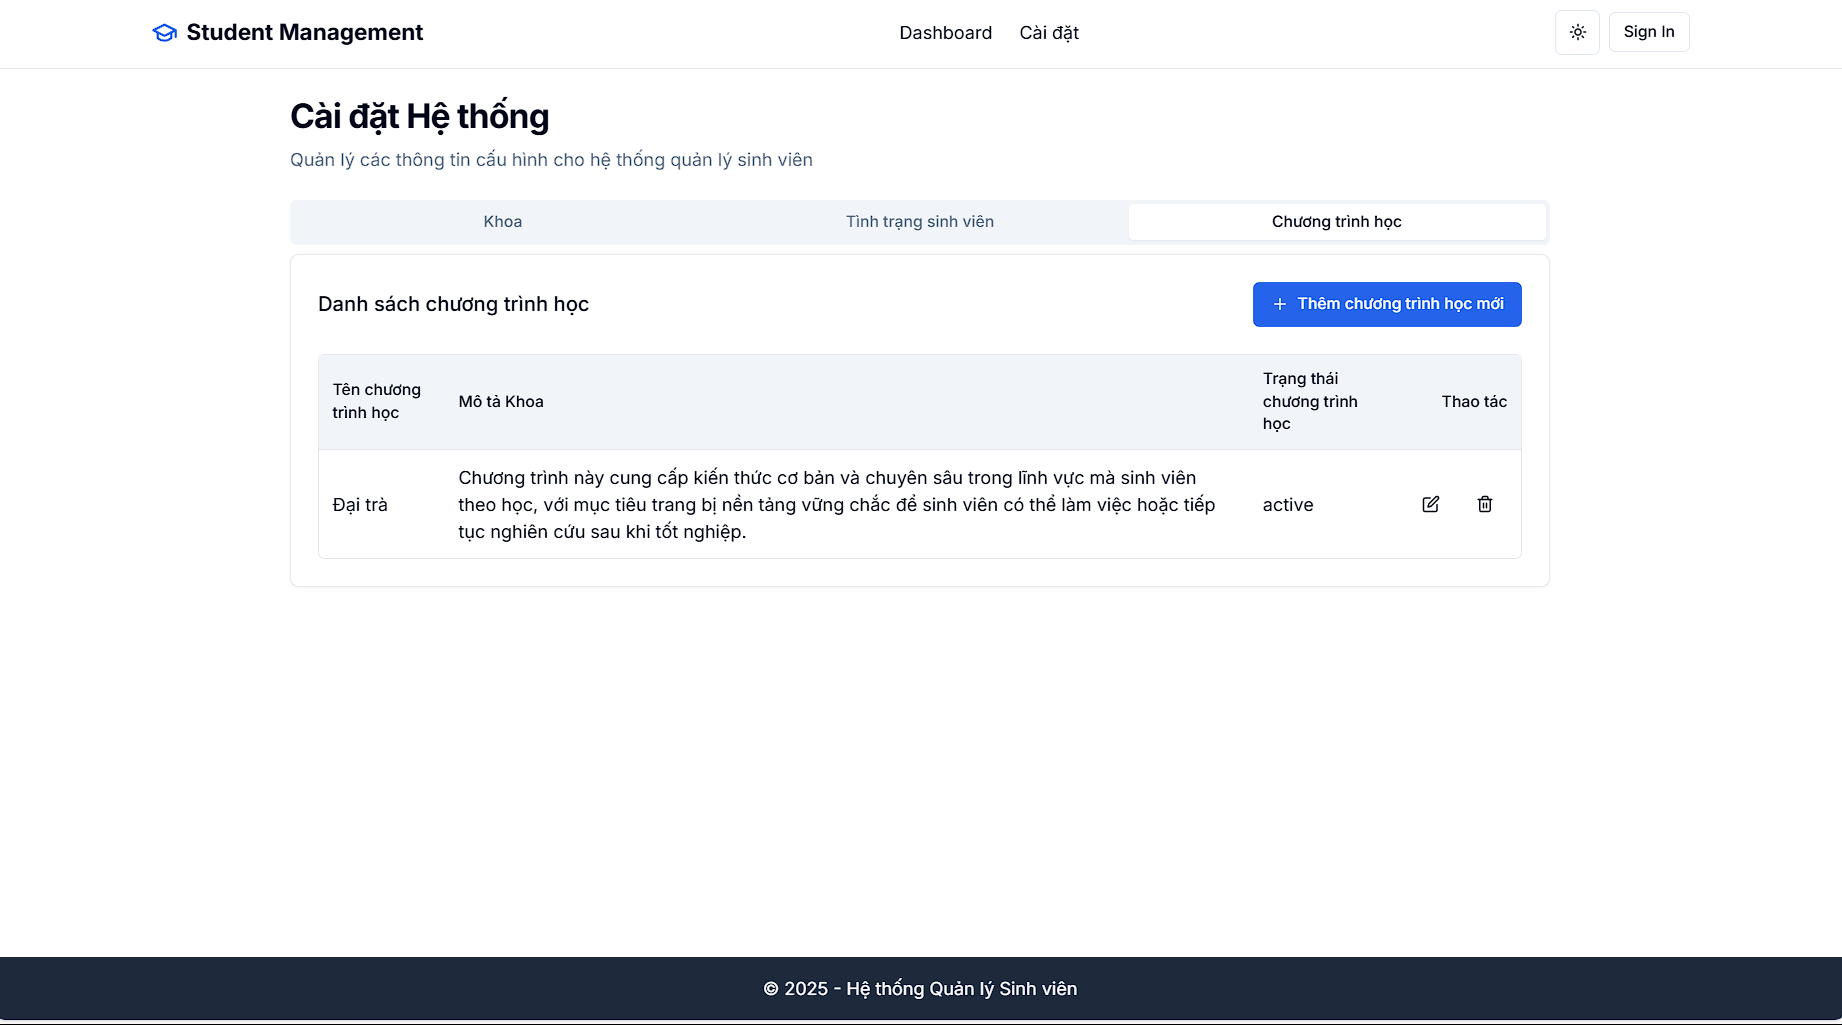 Student Management
Dashboard
Cài đặt
Sign In
Cài đặt Hệ thống
Quản lý các thông tin cấu hình cho hệ thống quản lý sinh viên
Khoa
Tình trạng sinh viên
Chương trình học
Danh sách chương trình học
Thêm chương trình học mới
Tên chương
trình học
Mô tả Khoa
Trạng thái
chương trình
học
Thao tác
Đại trà
Chương trình này cung cấp kiến thức cơ bản và chuyên sâu trong lĩnh vực mà sinh viên
theo học, với mục tiêu trang bị nền tảng vững chắc để sinh viên có thể làm việc hoặc tiếp
tục nghiên cứu sau khi tốt nghiệp.
active
© 2025 - Hệ thống Quản lý Sinh viên